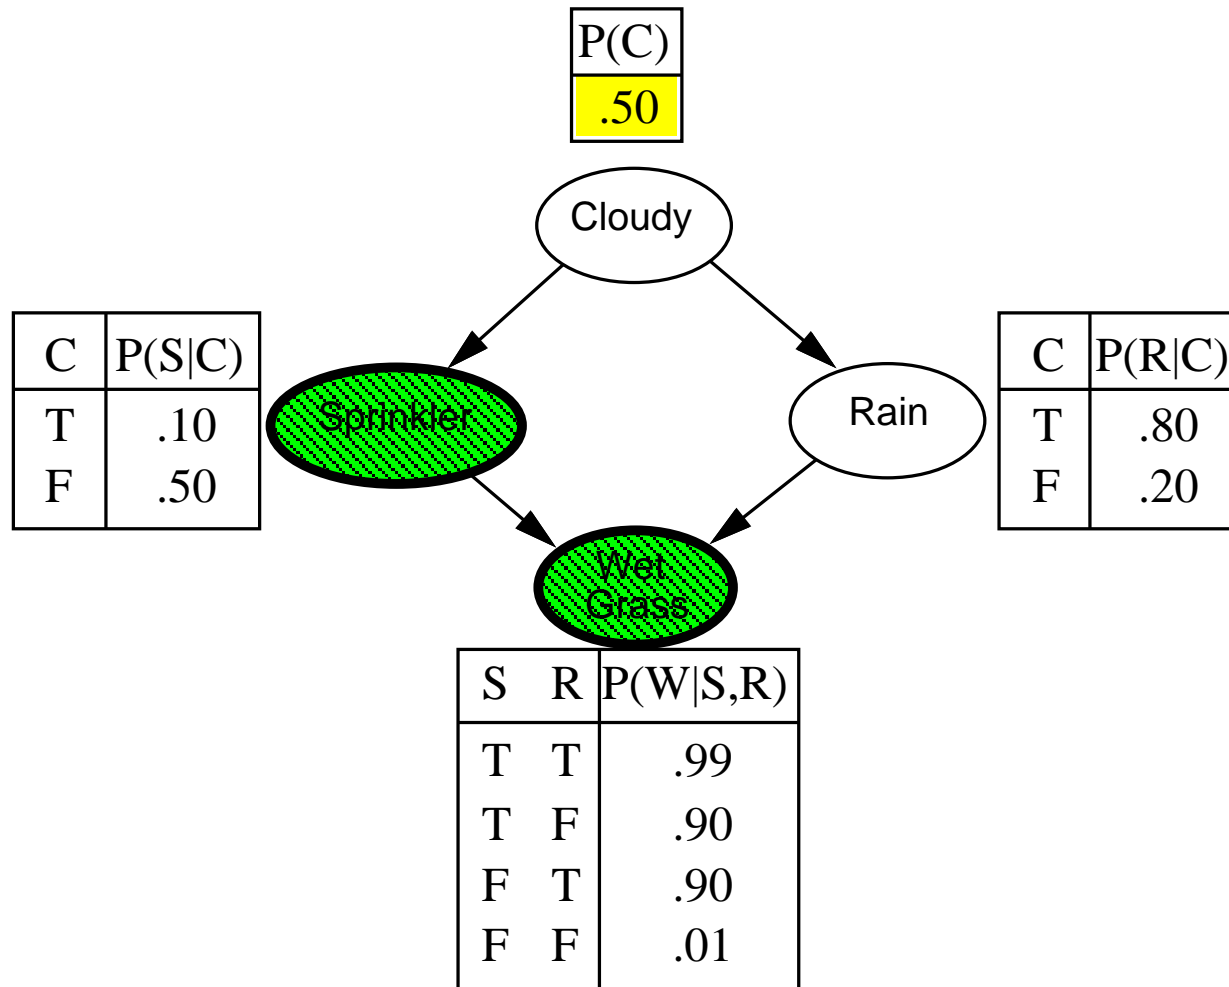 P(C)
.50
Cloudy
C P(S|C)
T .10
F .50
Sprinkler
Rain
C P(R|C)
T .80
F .20
Wet
Grass
S R P(W|S,R)
T T .99
T F .90
F T .90
F F .01